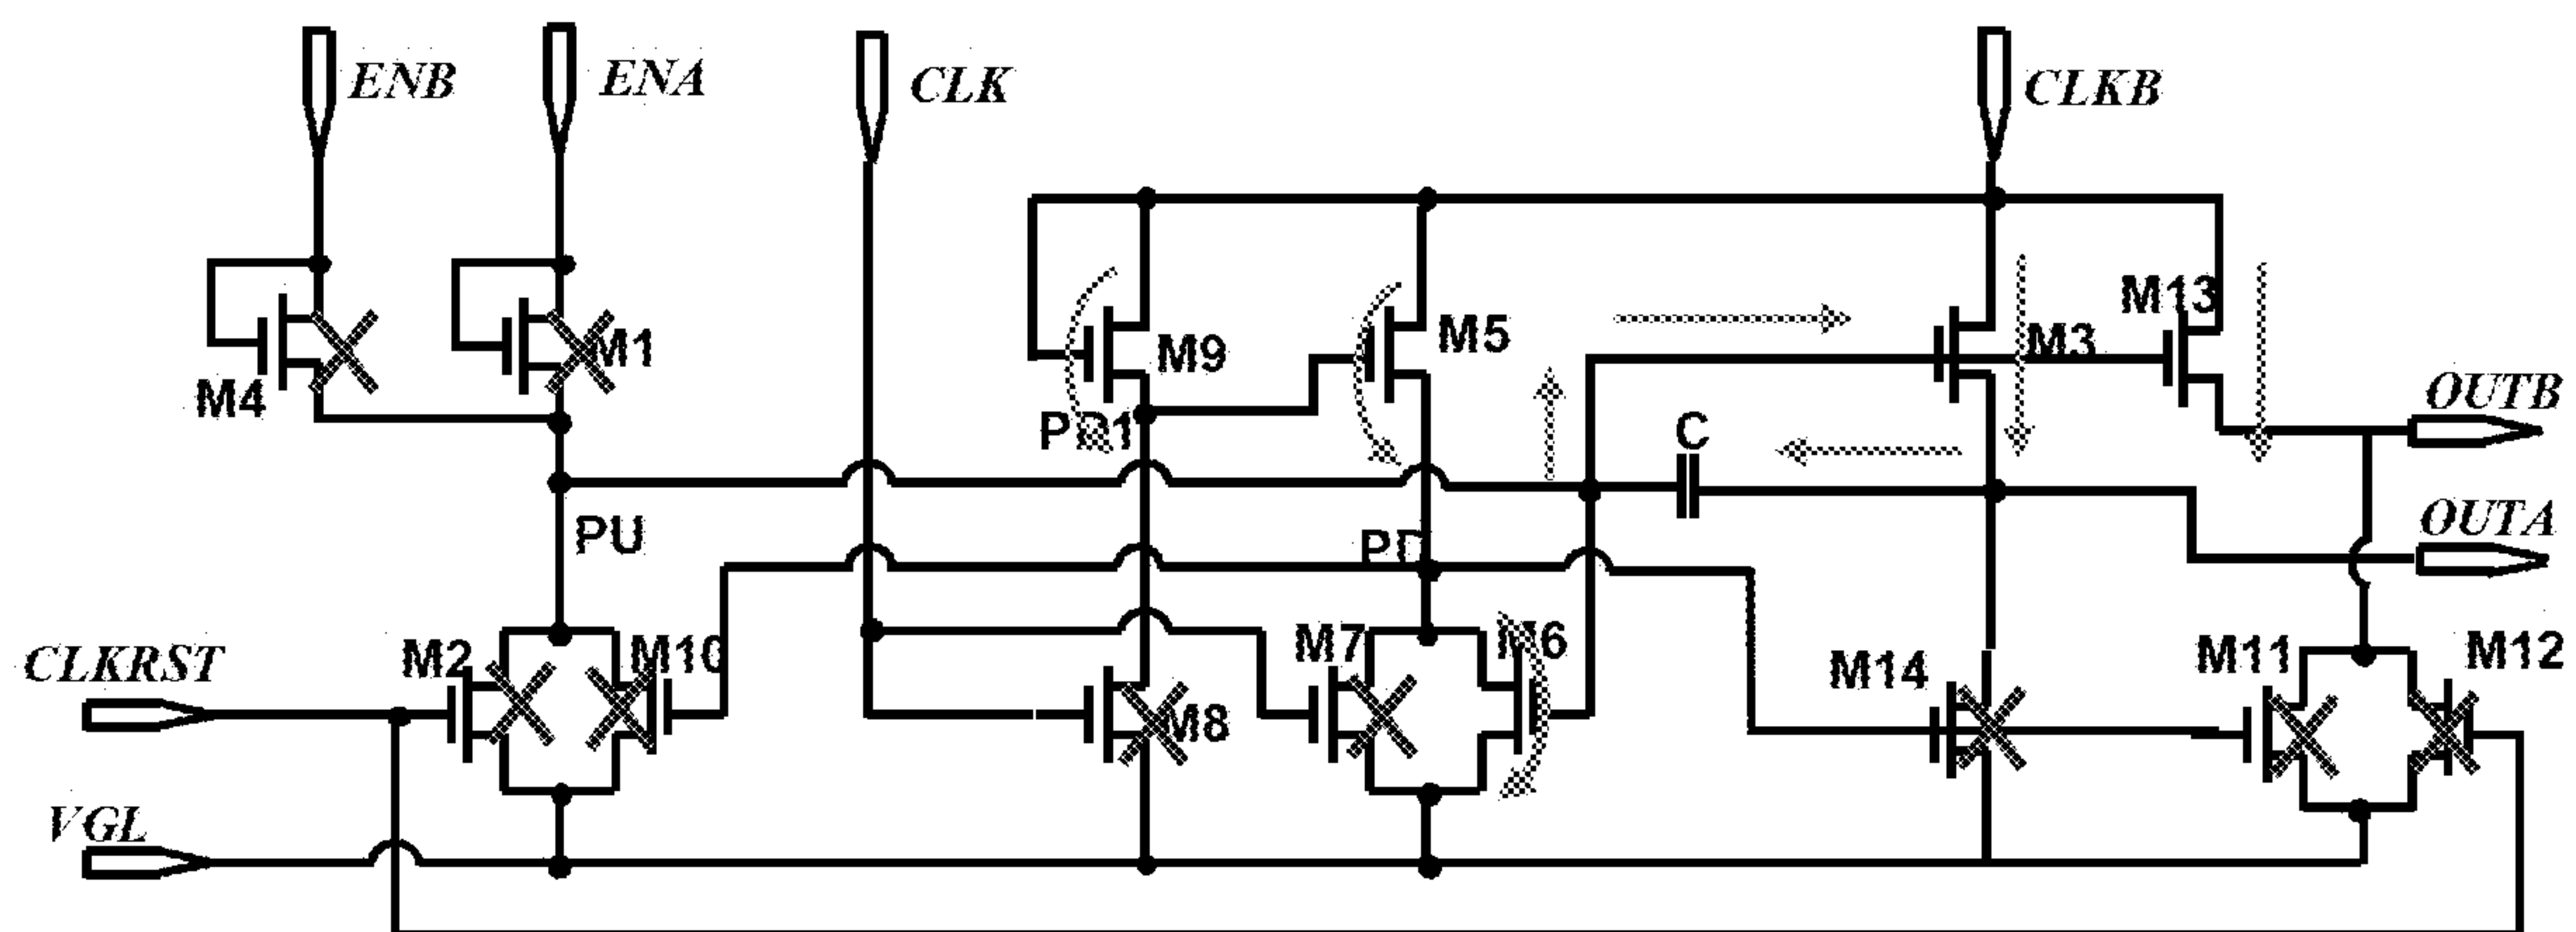 ENB
ENA
CLK
CLKB
M4
M1
M9
M5
M3
M13
PD1
C
OUTB
OUTA
PU
PD
CLKRST
M2
M10
M8
M7
M6
M14
M11
M12
VGL